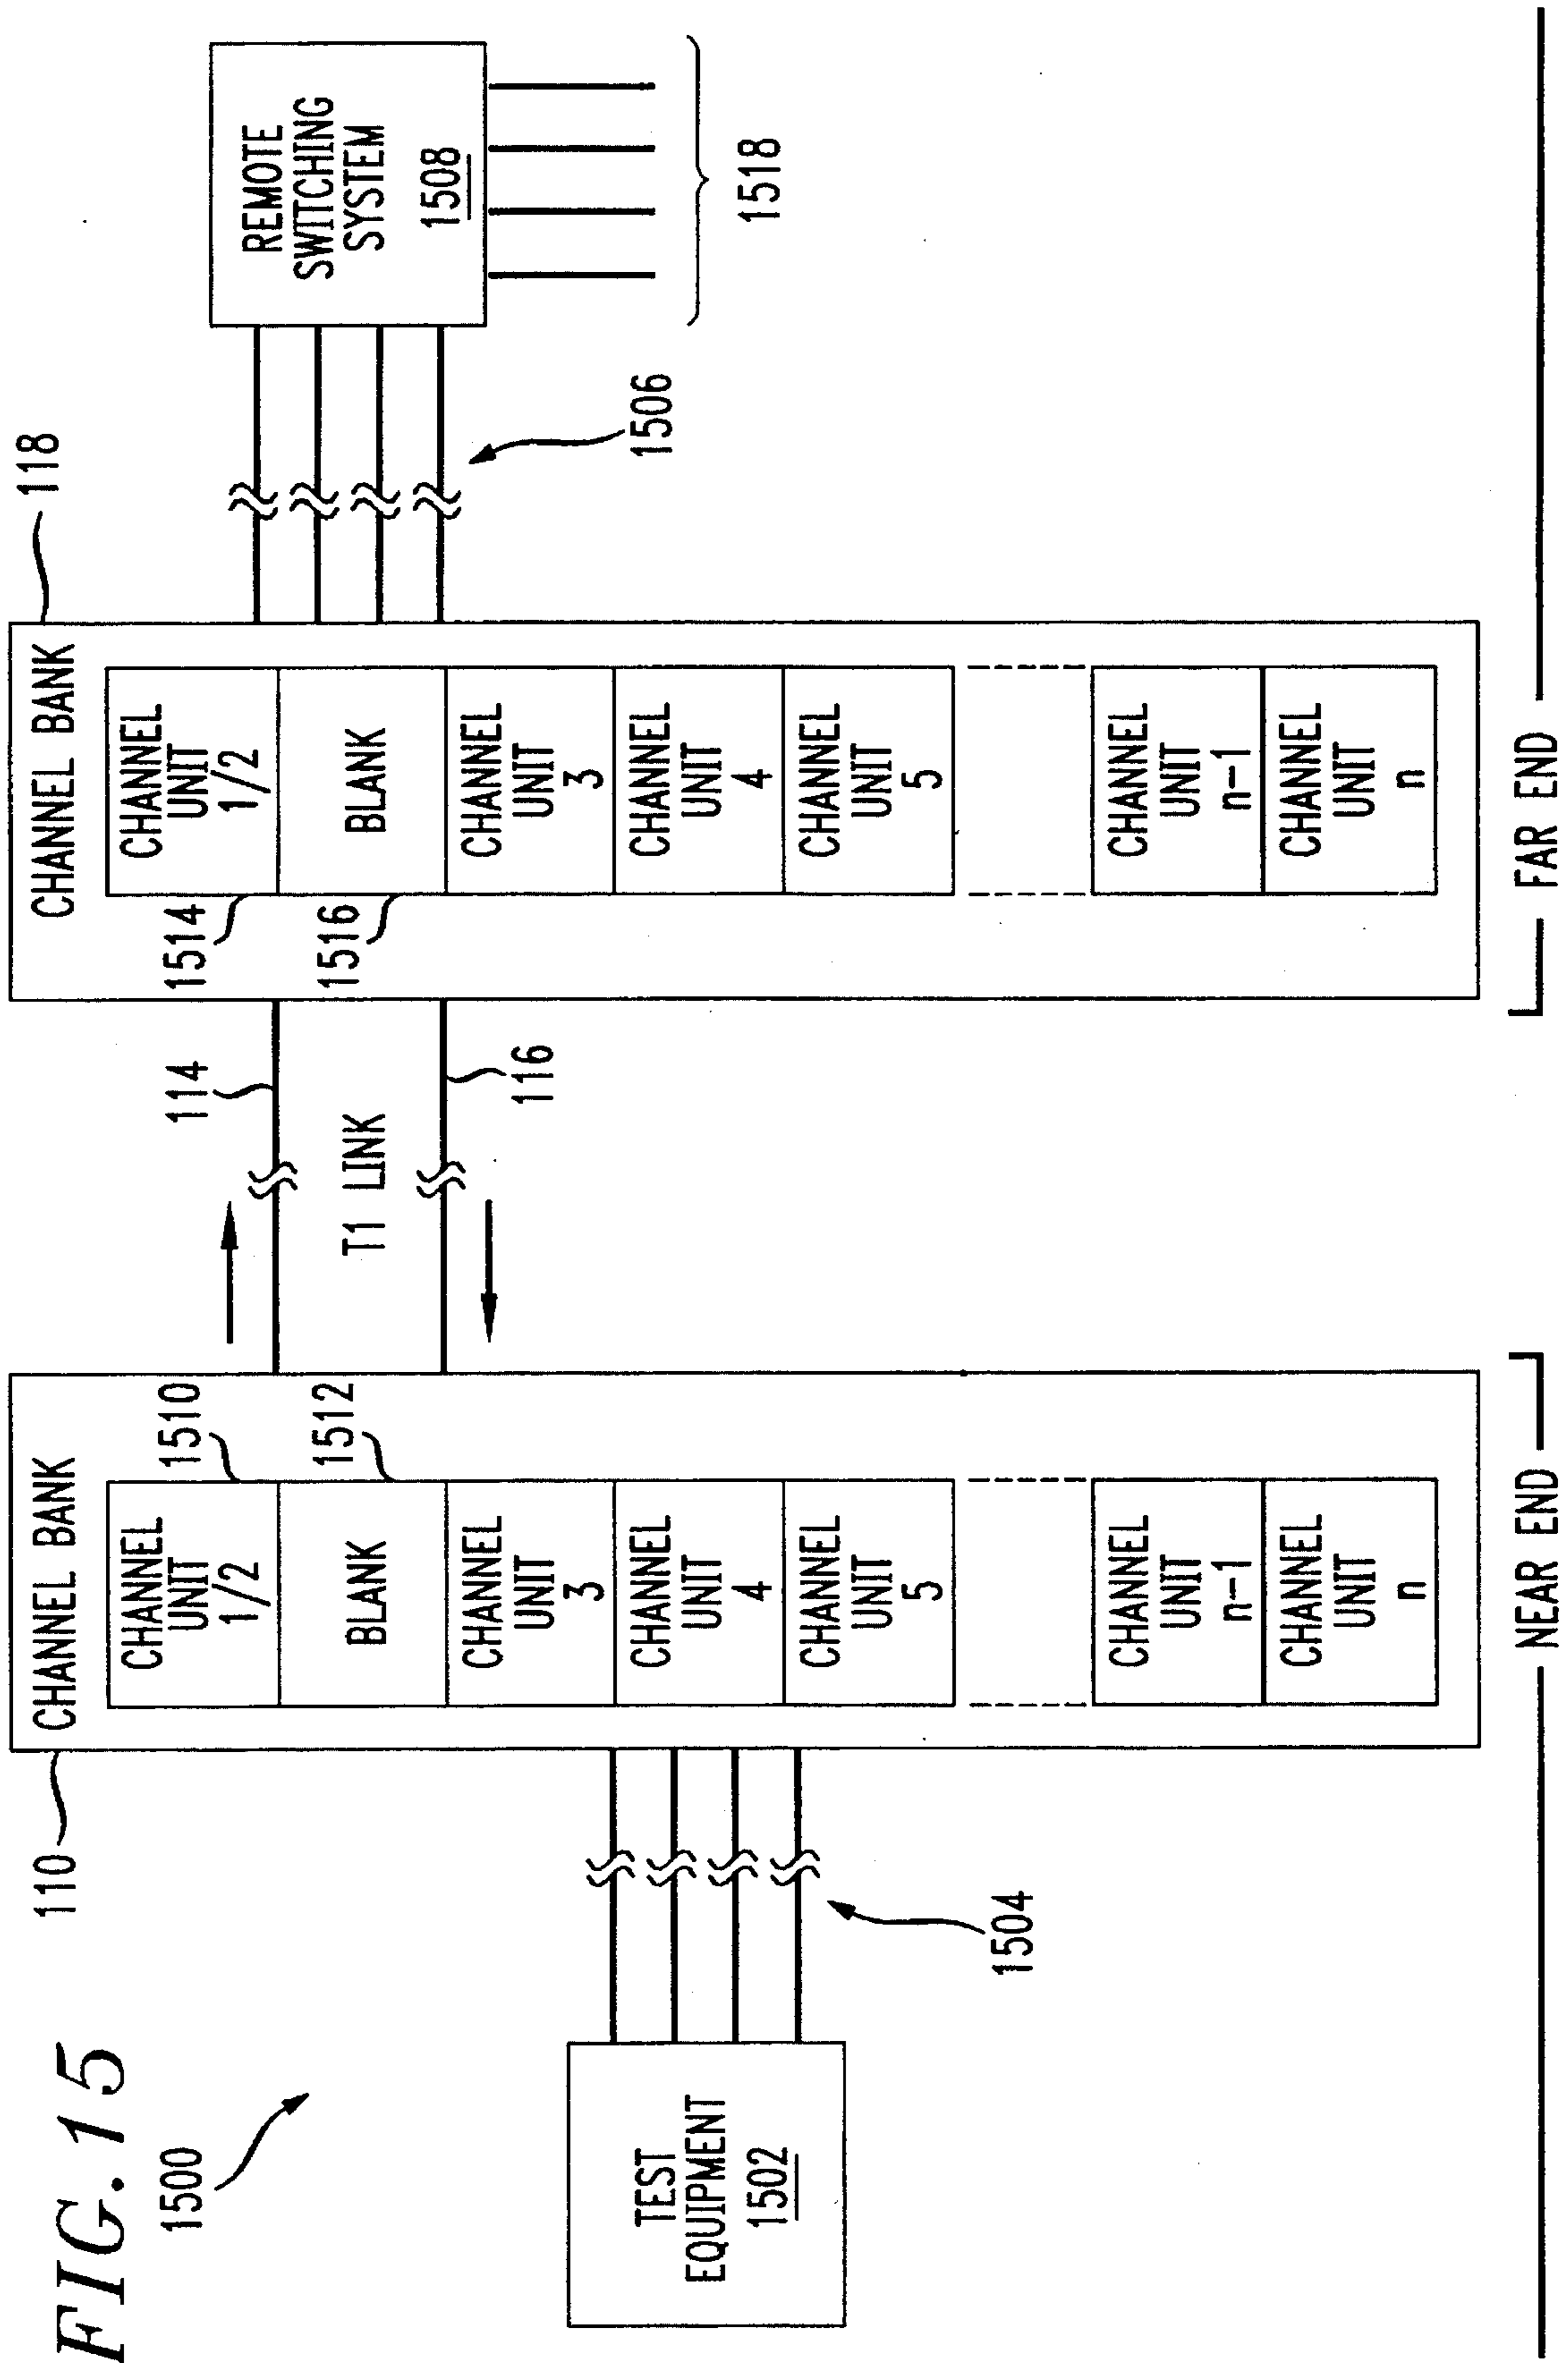 FIG. 15
1500
TEST
EQUIPMENT
1502
1504
110
CHANNEL BANK
CHANNEL
UNIT
1/2
BLANK
CHANNEL
UNIT
3
CHANNEL
UNIT
4
CHANNEL
UNIT
5
CHANNEL
UNIT
n-1
CHANNEL
UNIT
n
1510
1512
114
T1 LINK
116
118
CHANNEL BANK
1514
1516
CHANNEL
UNIT
1/2
BLANK
CHANNEL
UNIT
3
CHANNEL
UNIT
4
CHANNEL
UNIT
5
CHANNEL
UNIT
n-1
CHANNEL
UNIT
n
1506
REMOTE
SWITCHING
SYSTEM
1508
1518
NEAR END
FAR END